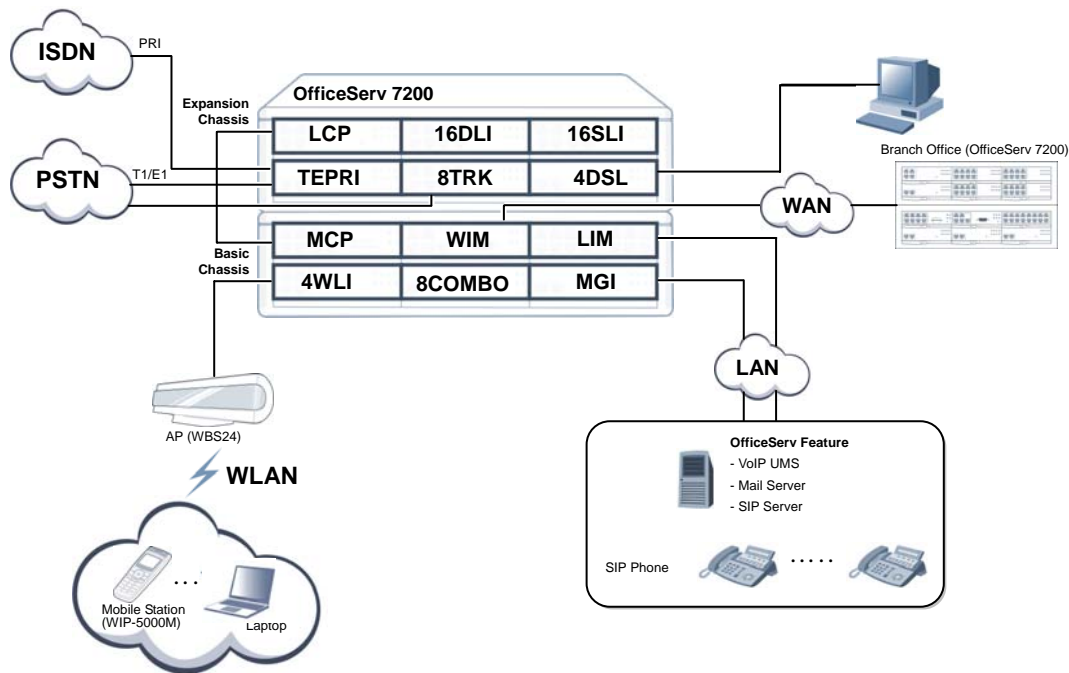 ISDN
PRI
OfficeServ 7200
Expansion
Chassis
LCP 16DLI 16SLI
Branch Office (OfficeServ 7200)
PSTN
T1/E1
TEPRI 8TRK 4DSL
WAN
MCP WIM LIM
Basic
Chassis
4WLI 8COMBO MGI
LAN
AP (WBS24)
WLAN
OfficeServ Feature
- VoIP UMS
- Mail Server
- SIP Server
SIP Phone
.....
...
Mobile Station
(WIP-5000M)
Laptop